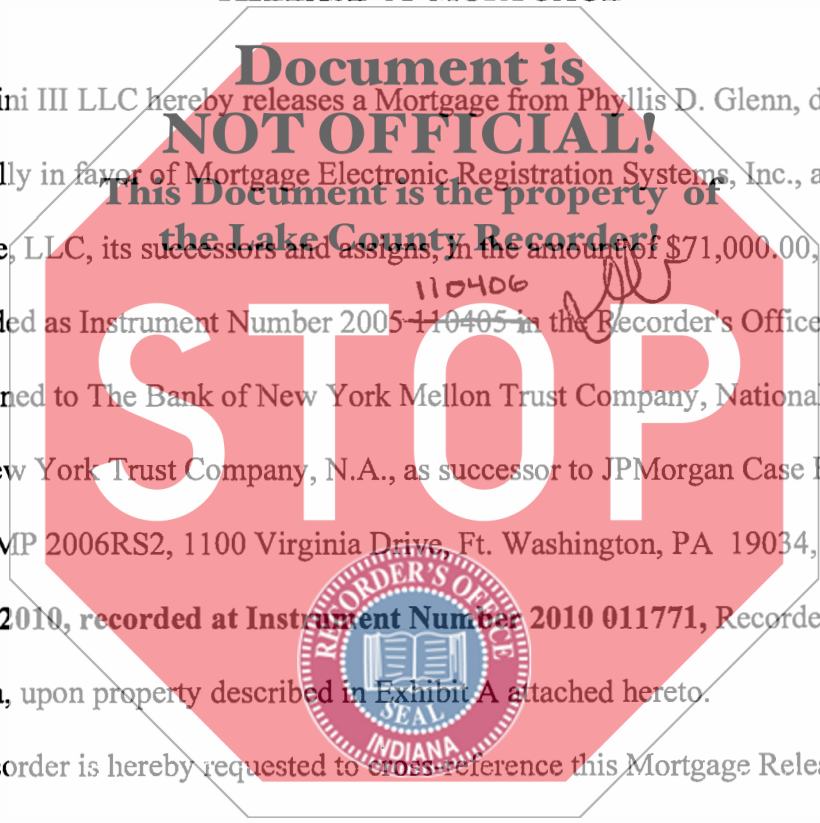 Document is
ni III LLC hereby releases a Mortgage from Phyllis D. Glenn, d
NOT OFFICIAL!
lly in favor of Mortgage Electronic Registration Systems, Inc., a
This Document is the property of
the Lake County Recorder!
e, LLC, its successors and assigns, in the amount of $71,000.00,
110406
ed as Instrument Number 2005-110405 in the Recorder's Office
STOP
ned to The Bank of New York Mellon Trust Company, National
w York Trust Company, N.A., as successor to JPMorgan Case
MP 2006RS2, 1100 Virginia Drive, Ft. Washington, PA 19034,
2010, recorded at Instrument Number 2010 011771, Recorde
RECORDER'S OFFICE
SEAL
INDIANA
, upon property described in Exhibit A attached hereto.
order is hereby requested to cross-reference this Mortgage Relea